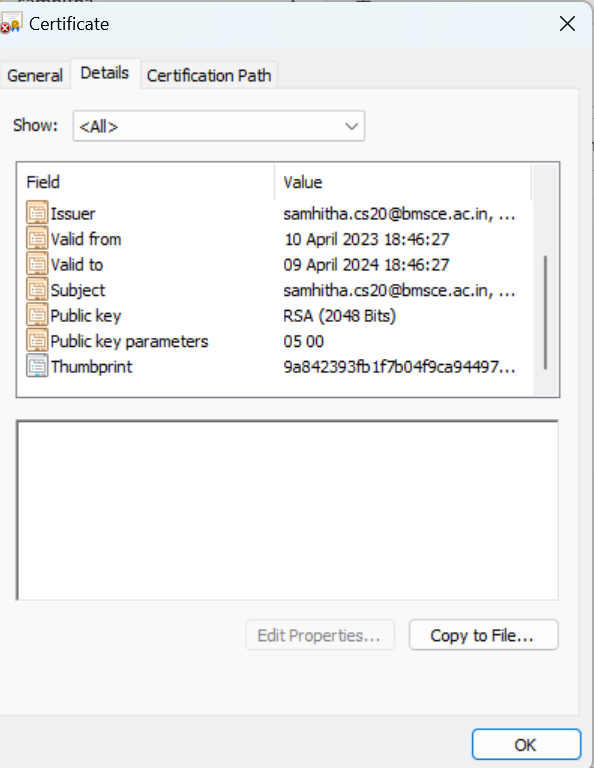 Certificate
General Details Certification Path
Show: <All>
Field Value
Issuer samhitha.cs20@bmsce.ac.in, ...
Valid from 10 April 2023 18:46:27
Valid to 09 April 2024 18:46:27
Subject samhitha.cs20@bmsce.ac.in, ...
Public key RSA (2048 Bits)
Public key parameters 05 00
Thumbprint 9a842393fb1f7b04f9ca94497...
Edit Properties... Copy to File...
OK